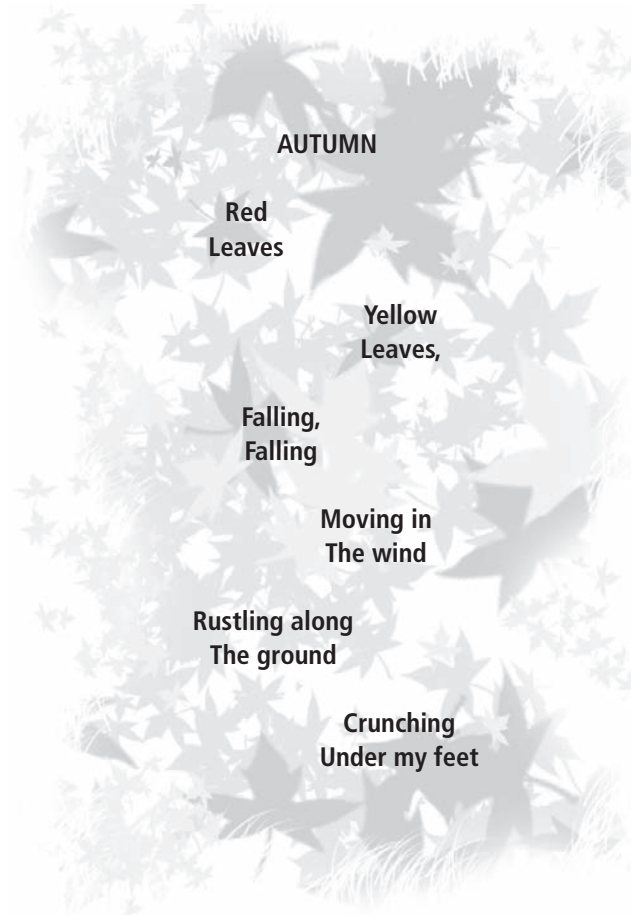 AUTUMN
Red
Leaves
Yellow
Leaves,
Falling,
Falling
Moving in
The wind
Rustling along
The ground
Crunching
Under my feet